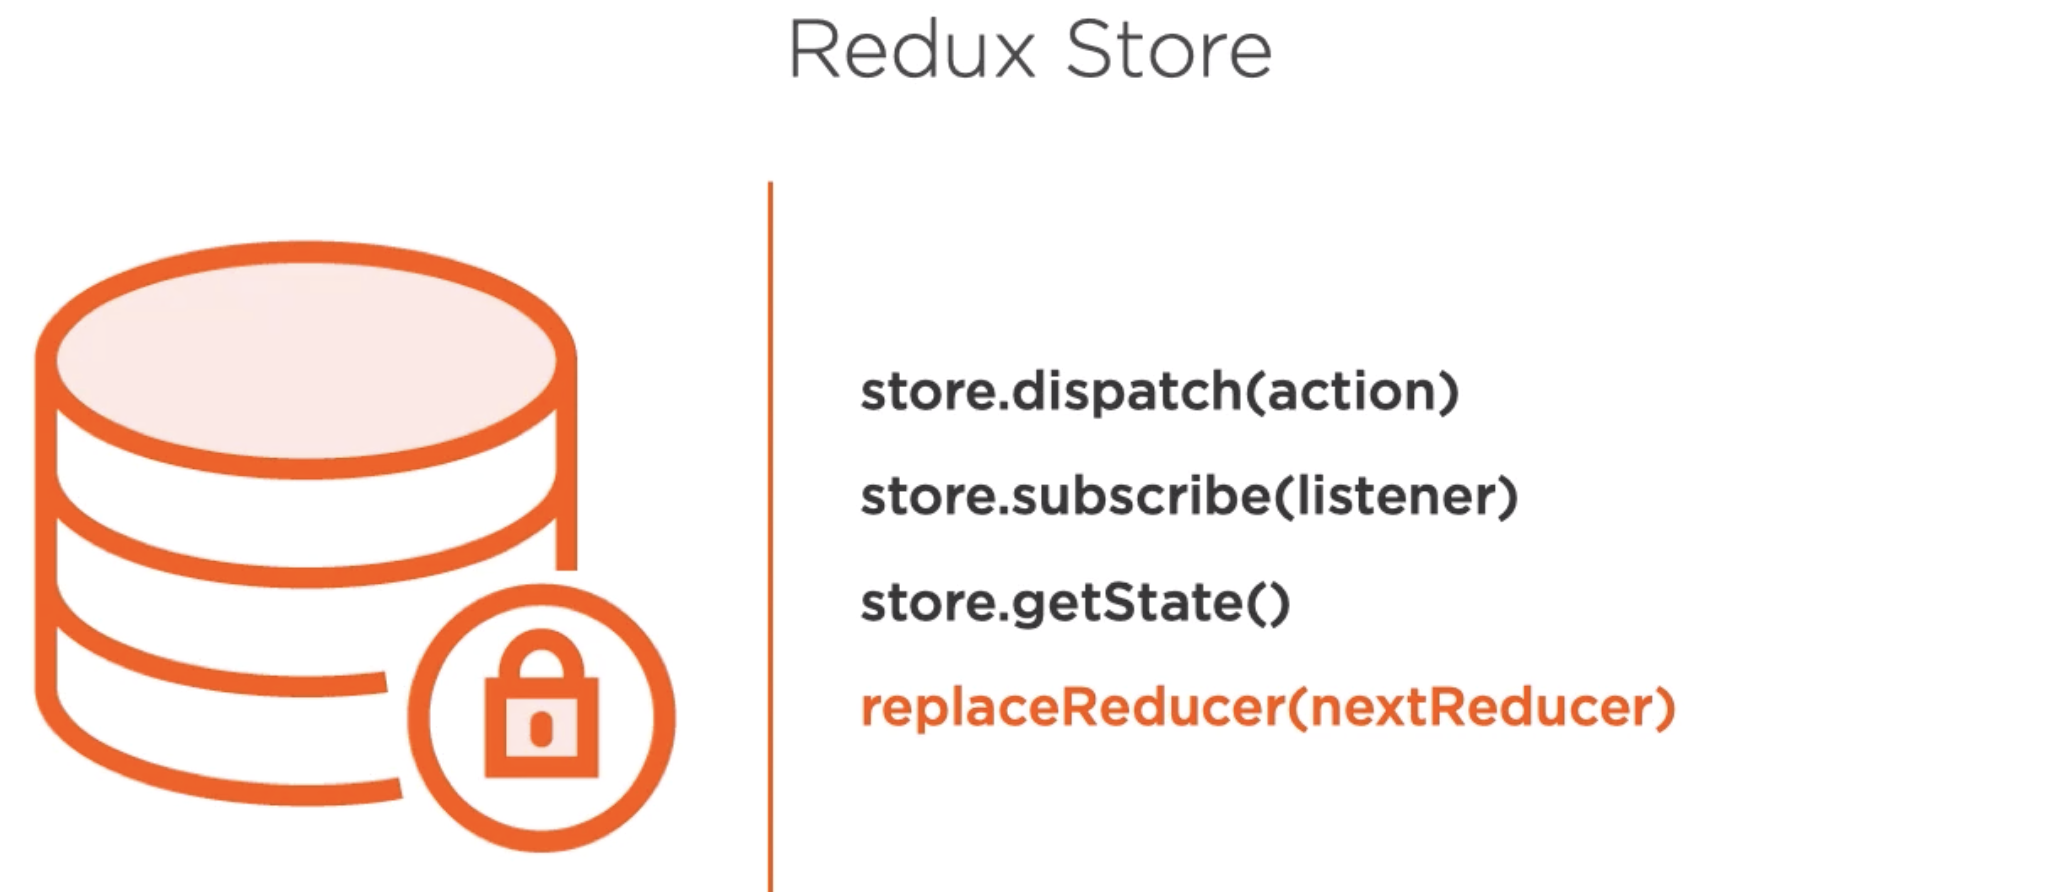 Redux Store
store.dispatch(action)
store.subscribe(listener)
store.getState()
replaceReducer(nextReducer)